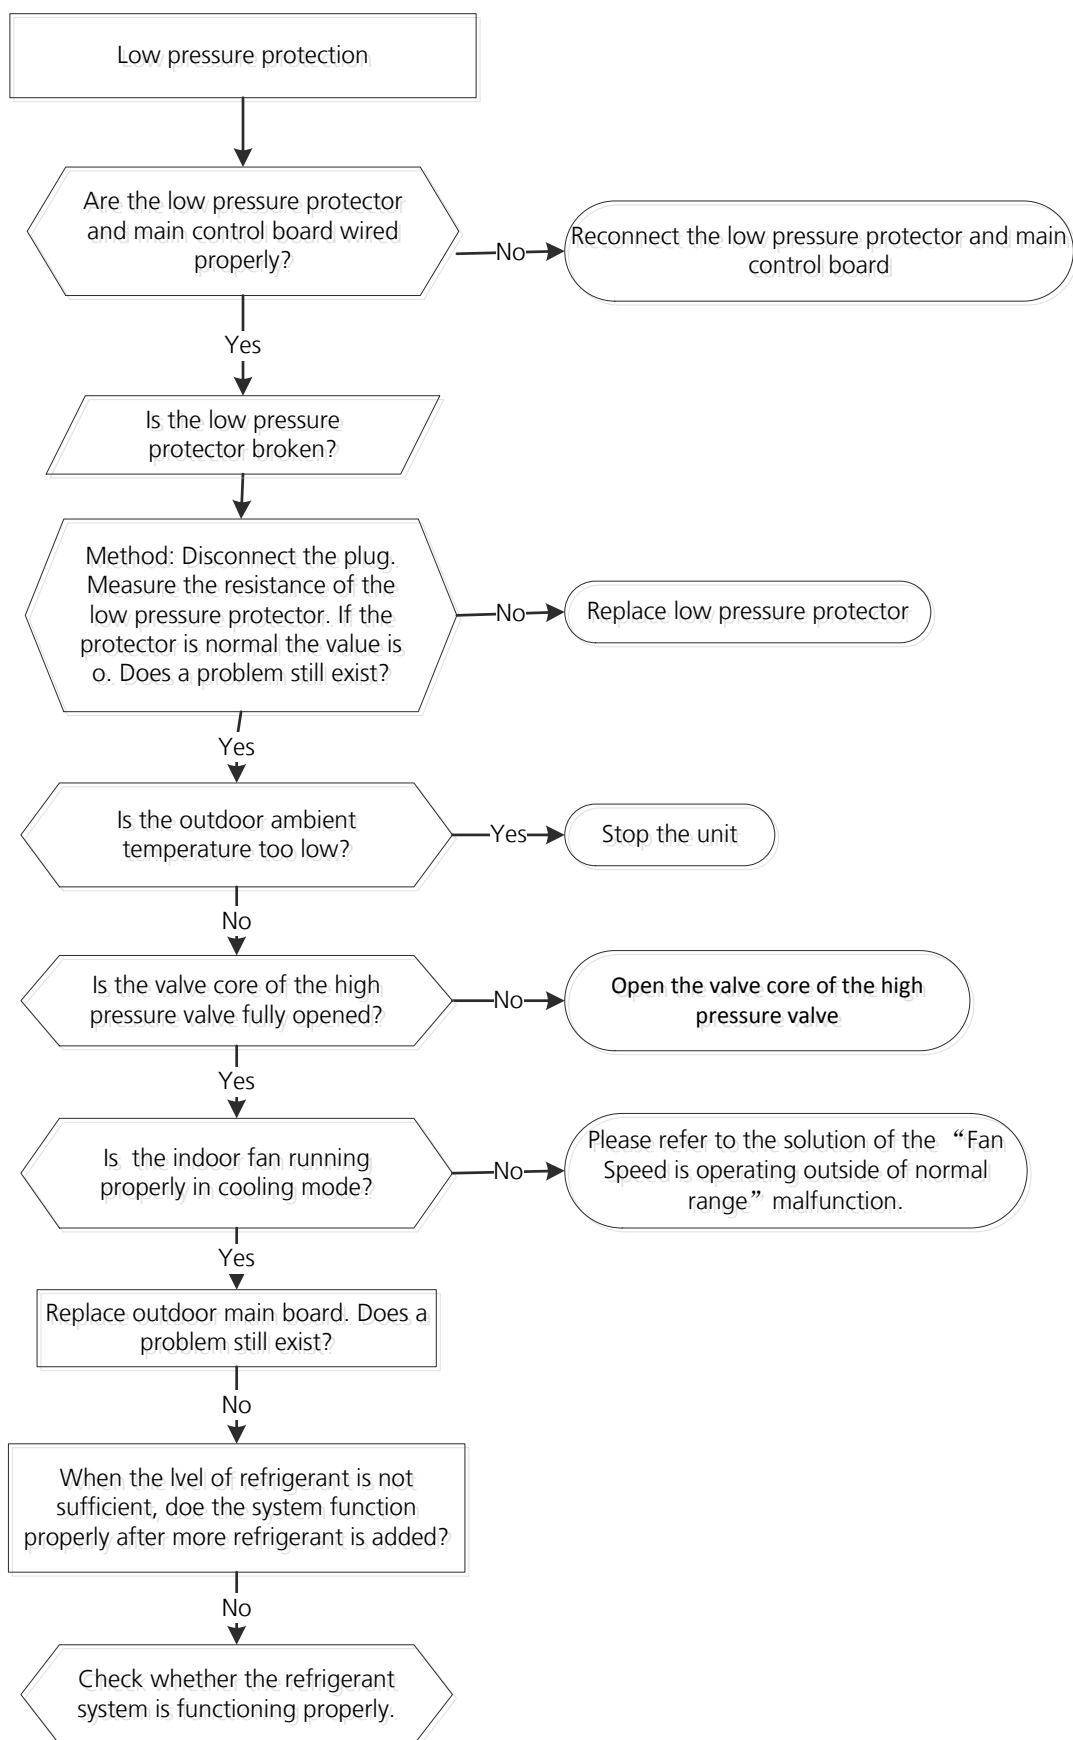 Low pressure protection
Are the low pressure protector
and main control board wired
properly?
No
Reconnect the low pressure protector and main
control board
Yes
Is the low pressure
protector broken?
Method: Disconnect the plug.
Measure the resistance of the
low pressure protector. If the
protector is normal the value is
o. Does a problem still exist?
No
Replace low pressure protector
Yes
Is the outdoor ambient
temperature too low?
Yes
Stop the unit
No
Is the valve core of the high
pressure valve fully opened?
No
Open the valve core of the high
pressure valve
Yes
Is the indoor fan running
properly in cooling mode?
No
Please refer to the solution of the “Fan
Speed is operating outside of normal
range” malfunction.
Yes
Replace outdoor main board. Does a
problem still exist?
No
When the lvel of refrigerant is not
sufficient, doe the system function
properly after more refrigerant is added?
No
Check whether the refrigerant
system is functioning properly.